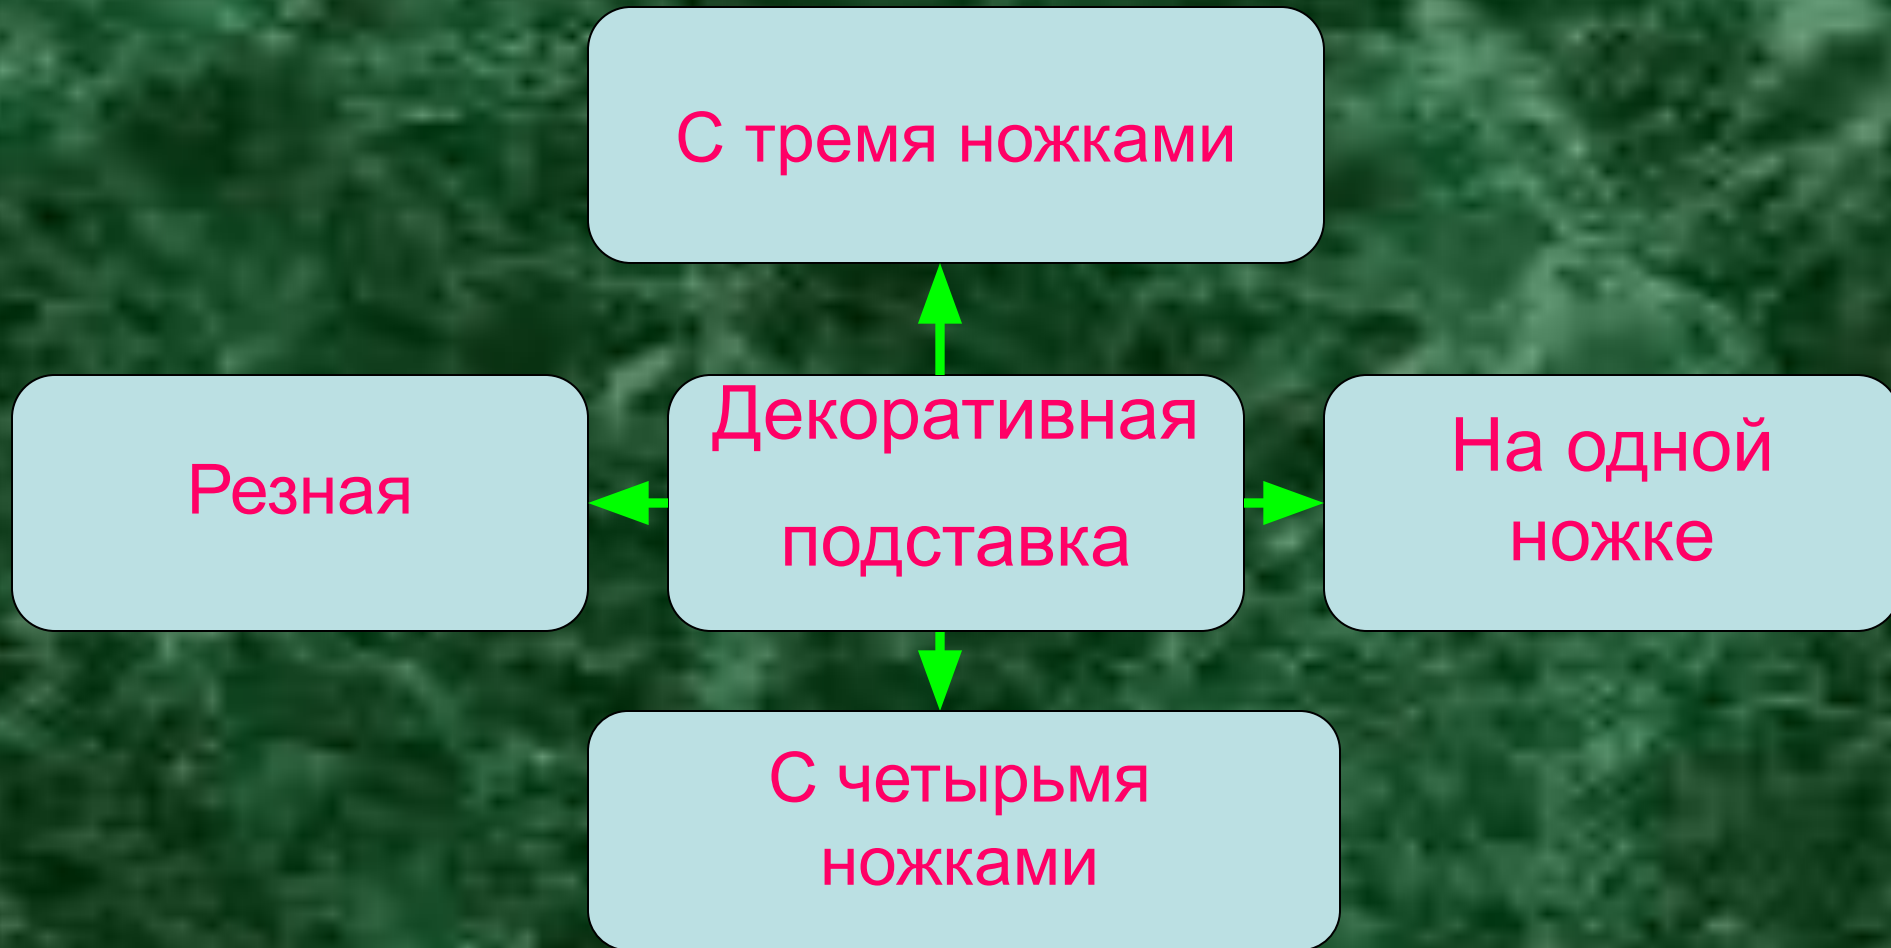 С тремя ножками
Резная
Декоративная
подставка
На одной
ножке
С четырьмя
ножками